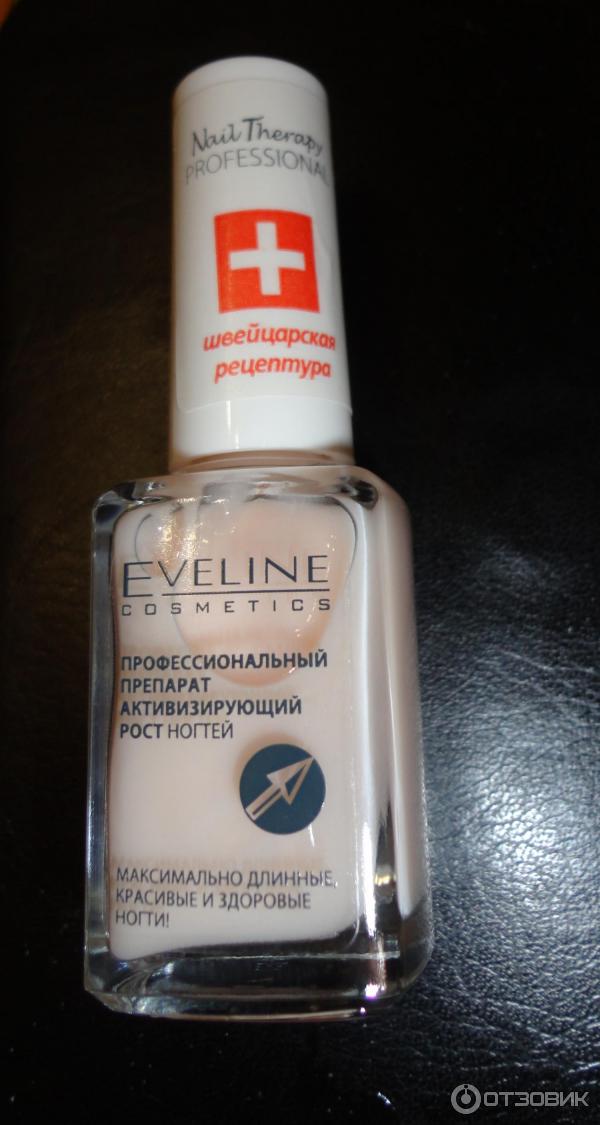 Nail Therapy
PROFESSIONAL
швейцарская
рецептура
EVELINE
COSMETICS
ПРОФЕССИОНАЛЬНЫЙ
ПРЕПАРАТ
АКТИВИЗИРУЮЩИЙ
РОСТ НОГТЕЙ
МАКСИМАЛЬНО ДЛИННЫЕ,
КРАСИВЫЕ И ЗДОРОВЫЕ
НОГТИ!
ОТЗОВИК